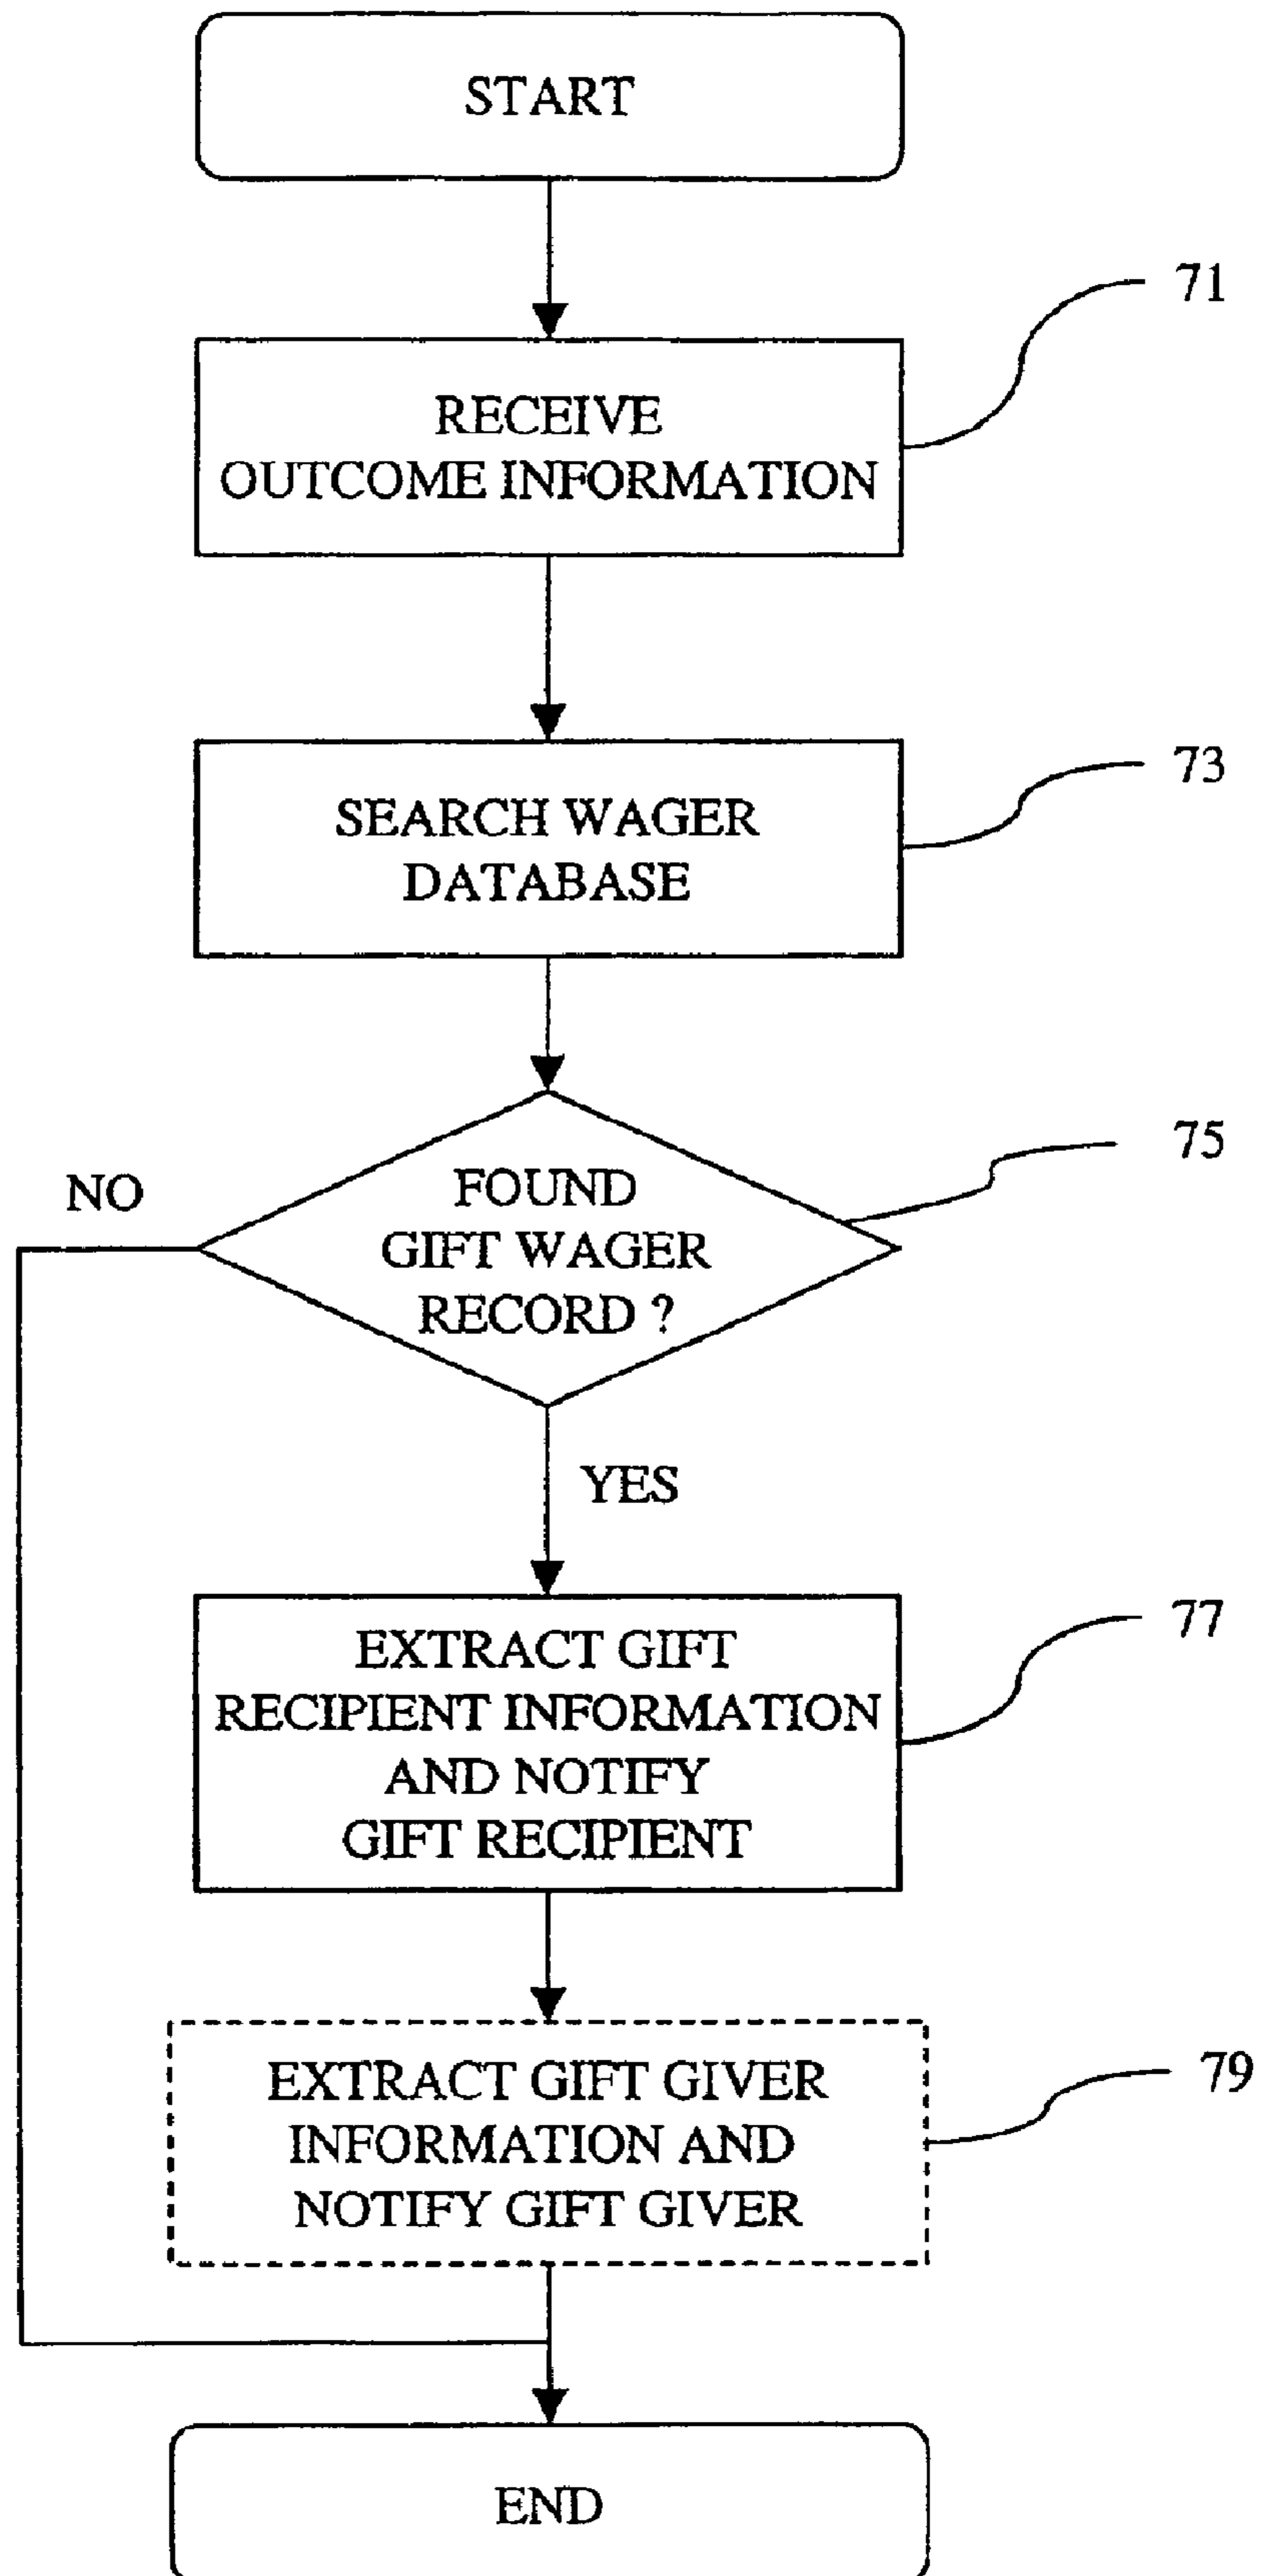 START
71
RECEIVE
OUTCOME INFORMATION
73
SEARCH WAGER
DATABASE
75
NO
FOUND
GIFT WAGER
RECORD ?
YES
77
EXTRACT GIFT
RECIPIENT INFORMATION
AND NOTIFY
GIFT RECIPIENT
79
EXTRACT GIFT GIVER
INFORMATION AND
NOTIFY GIFT GIVER
END